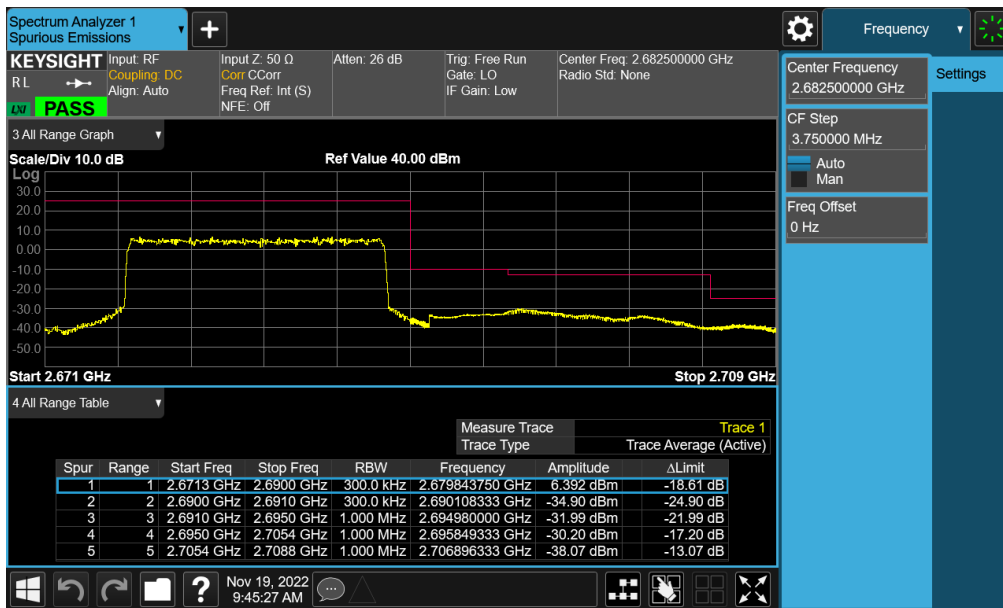 Spectrum Analyzer 1
Spurious Emissions
Frequency
KEYSIGHT
R L
LXI
PASS
Input: RF
Coupling: DC
Align: Auto
Input Z: 50 Ω
Corr CCorr
Freq Ref: Int (S)
NFE: Off
Atten: 26 dB
Trig: Free Run
Gate: LO
IF Gain: Low
Center Freq: 2.682500000 GHz
Radio Std: None
Center Frequency
2.682500000 GHz
Settings
CF Step
3.750000 MHz
Auto
Man
Freq Offset
0 Hz
3 All Range Graph
Scale/Div 10.0 dB
Ref Value 40.00 dBm
Log
30.0
20.0
10.0
0.00
-10.0
-20.0
-30.0
-40.0
-50.0
Start 2.671 GHz
Stop 2.709 GHz
4 All Range Table
Measure Trace Trace 1
Trace Type Trace Average (Active)
Spur Range Start Freq Stop Freq RBW Frequency Amplitude ΔLimit
1 1 2.6713 GHz 2.6900 GHz 300.0 kHz 2.679843750 GHz 6.392 dBm -18.61 dB
2 2 2.6900 GHz 2.6910 GHz 300.0 kHz 2.690108333 GHz -34.90 dBm -24.90 dB
3 3 2.6910 GHz 2.6950 GHz 1.000 MHz 2.694980000 GHz -31.99 dBm -21.99 dB
4 4 2.6950 GHz 2.7054 GHz 1.000 MHz 2.695849333 GHz -30.20 dBm -17.20 dB
5 5 2.7054 GHz 2.7088 GHz 1.000 MHz 2.706896333 GHz -38.07 dBm -13.07 dB
?
Nov 19, 2022
9:45:27 AM